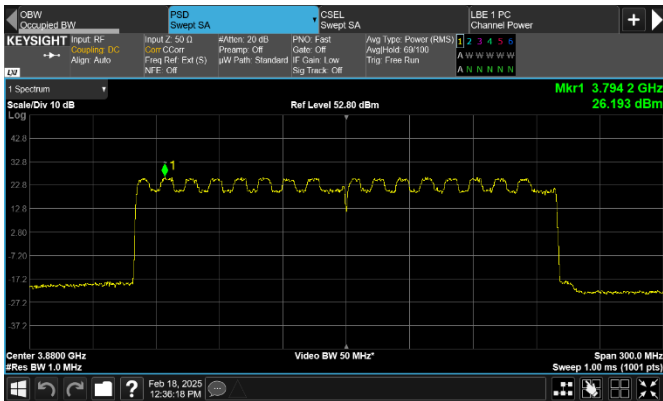 OBW
Occupied BW
PSD
Swept SA
CSEL
Swept SA
LBE 1 PC
Channel Power
KEYSIGHT
Input: RF
Coupling: DC
Align: Auto
Input Z: 50 Ω
Corr CCorr
Freq Ref: Ext (S)
NFE: Off
#Atten: 20 dB
Preamp: Off
µW Path: Standard
PNO: Fast
Gate: Off
IF Gain: Low
Sig Track: Off
Avg Type: Power (RMS)
Avg|Hold: 69/100
Trig: Free Run
1 2 3 4 5 6
A W W W W W
A N N N N N
LXI
1 Spectrum
Mkr1 3.794 2 GHz
26.193 dBm
Scale/Div 10 dB
Ref Level 52.80 dBm
Log
1
42.8
32.8
22.8
12.8
2.80
-7.20
-17.2
-27.2
-37.2
Center 3.8800 GHz
#Res BW 1.0 MHz
Video BW 50 MHz*
Span 300.0 MHz
Sweep 1.00 ms (1001 pts)
?
Feb 18, 2025
12:36:18 PM